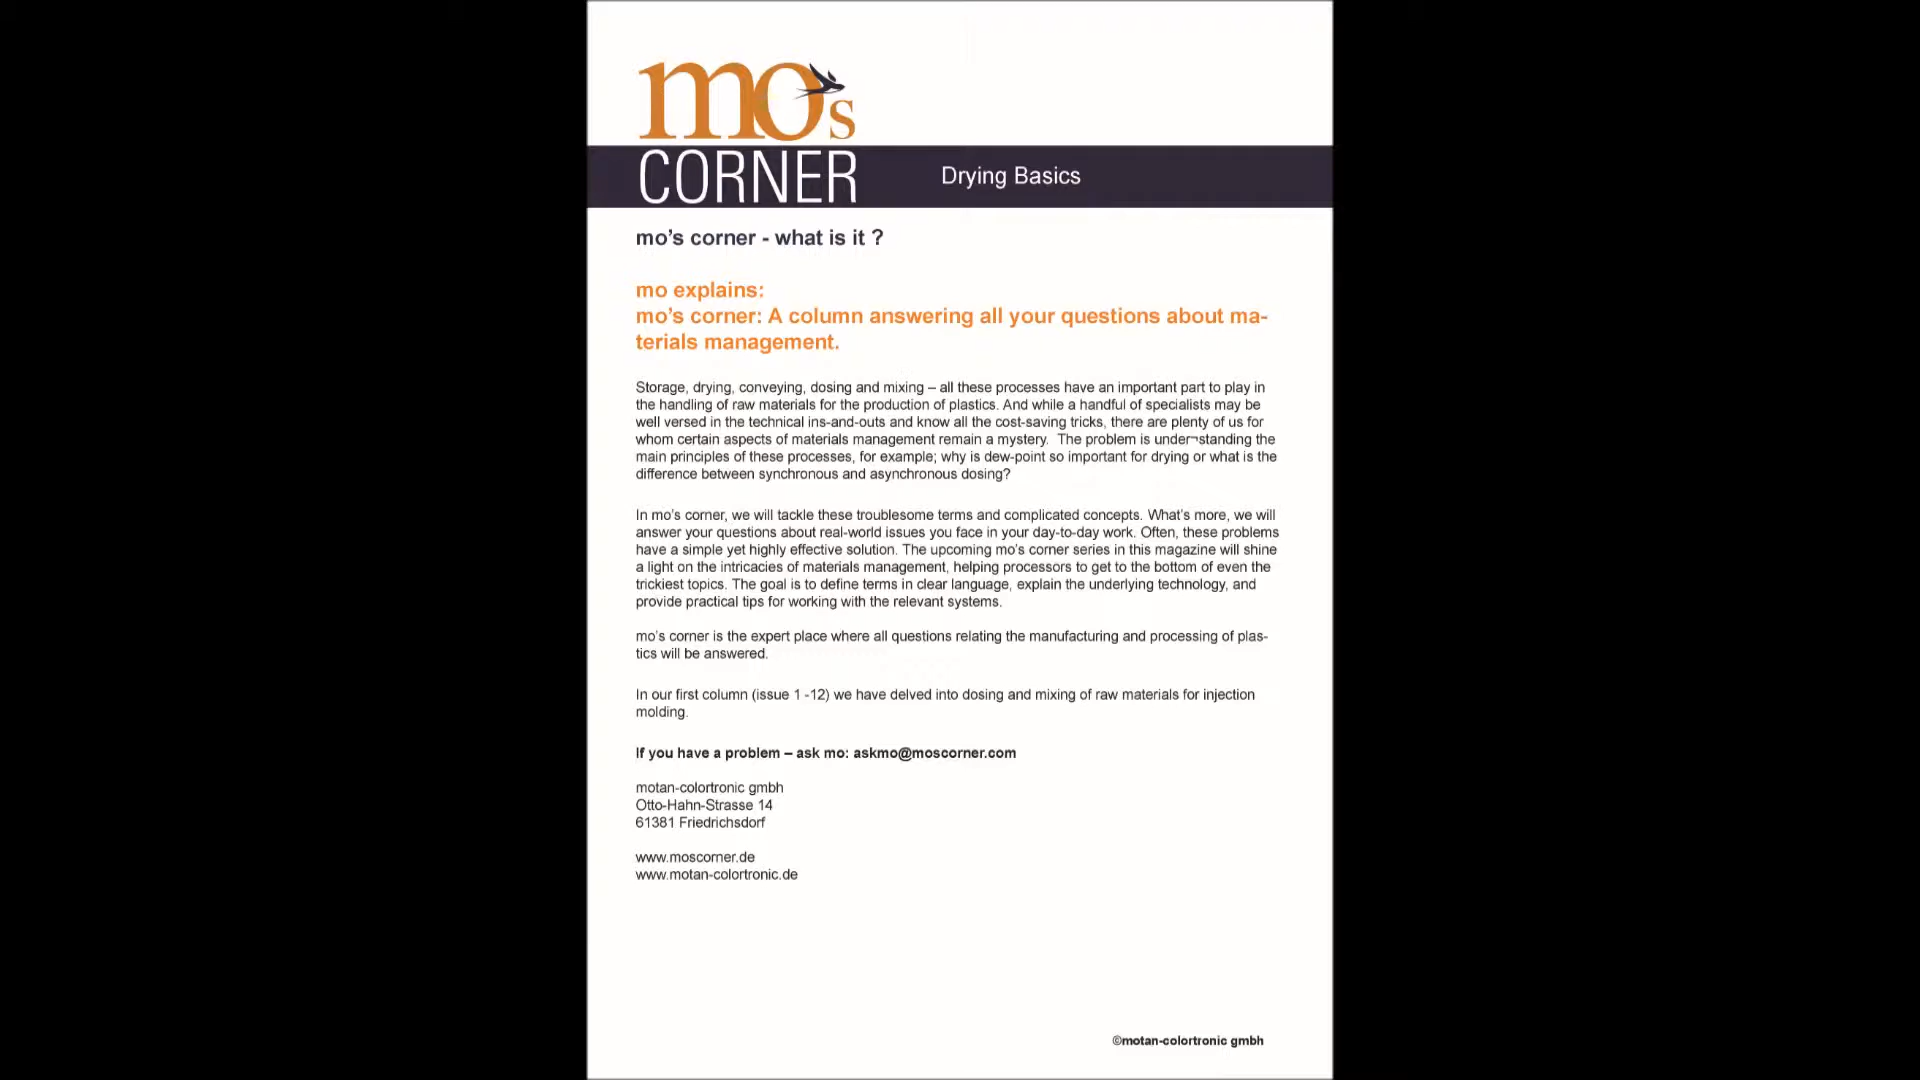 mo's
CORNER
Drying Basics
mo’s corner - what is it ?
mo explains:
mo’s corner: A column answering all your questions about ma-
terials management.
Storage, drying, conveying, dosing and mixing – all these processes have an important part to play in
the handling of raw materials for the production of plastics. And while a handful of specialists may be
well versed in the technical ins-and-outs and know all the cost-saving tricks, there are plenty of us for
whom certain aspects of materials management remain a mystery.  The problem is under¬standing the
main principles of these processes, for example; why is dew-point so important for drying or what is the
difference between synchronous and asynchronous dosing?
In mo’s corner, we will tackle these troublesome terms and complicated concepts. What’s more, we will
answer your questions about real-world issues you face in your day-to-day work. Often, these problems
have a simple yet highly effective solution. The upcoming mo’s corner series in this magazine will shine
a light on the intricacies of materials management, helping processors to get to the bottom of even the
trickiest topics. The goal is to define terms in clear language, explain the underlying technology, and
provide practical tips for working with the relevant systems.
mo’s corner is the expert place where all questions relating the manufacturing and processing of plas-
tics will be answered.
In our first column (issue 1 -12) we have delved into dosing and mixing of raw materials for injection
molding.
If you have a problem – ask mo: askmo@moscorner.com
motan-colortronic gmbh
Otto-Hahn-Strasse 14
61381 Friedrichsdorf
www.moscorner.de
www.motan-colortronic.de
©motan-colortronic gmbh